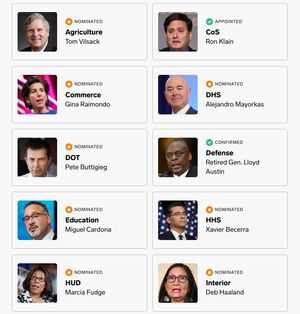 NOMINATED
Agriculture
Tom Vilsack
APPOINTED
CoS
Ron Klain
NOMINATED
Commerce
Gina Raimondo
NOMINATED
DHS
Alejandro Mayorkas
NOMINATED
DOT
Pete Buttigieg
CONFIRMED
Defense
Retired Gen. Lloyd
Austin
NOMINATED
Education
Miguel Cardona
NOMINATED
HHS
Xavier Becerra
NOMINATED
HUD
Marcia Fudge
NOMINATED
Interior
Deb Haaland